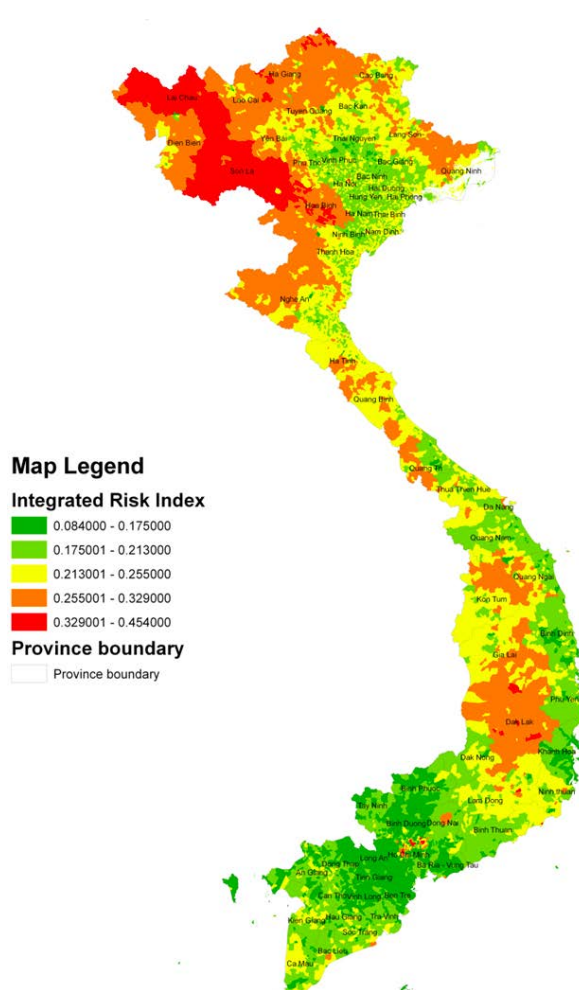 Ha Giang
Cao Bang
Lai Chau
Lao Cai
Tuyen Quang
Bac Kan
Dien Bien
Yen Bai
Thai Nguyen
Lang Son
Phu Tho
Vinh Phuc
Bac Giang
Son La
Bac Ninh
Quang Ninh
Ha Noi
Hai Duong
Hung Yen
Hai Phong
Hoa Binh
Ha Nam
Thai Binh
Ninh Binh
Nam Dinh
Thanh Hoa
Nghe An
Ha Tinh
Quang Binh
Map Legend
Quang Tri
Integrated Risk Index
Thua Thien Hue
0.084000 - 0.175000
Da Nang
0.175001 - 0.213000
Quang Nam
0.213001 - 0.255000
Quang Ngai
0.255001 - 0.329000
Kon Tum
0.329001 - 0.454000
Binh Dinh
Province boundary
Gia Lai
Province boundary
Phu Yen
Dak Lak
Khanh Hoa
Dak Nong
Binh Phuoc
Lam Dong
Ninh thuan
Tay Ninh
Binh Duong
Dong Nai
Binh Thuan
Ho Chi Minh
Long An
Ba Ria - Vung Tau
Dong Thap
An Giang
Tien Giang
Can Tho
Vinh Long
Ben Tre
Kien Giang
Hau Giang
Tra Vinh
Soc Trang
Bac Lieu
Ca Mau